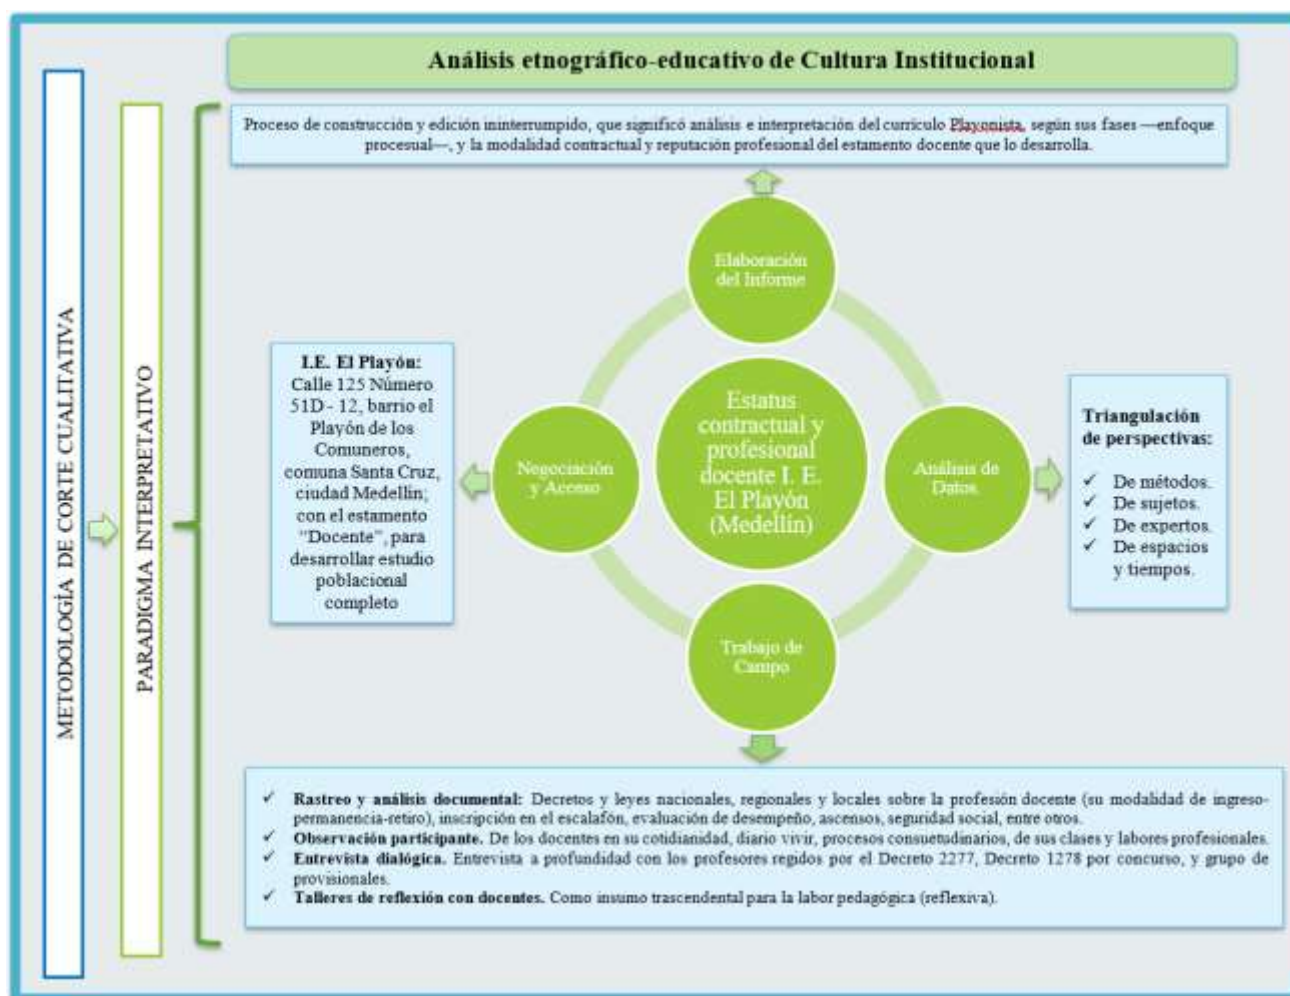 Análisis etnográfico-educativo de Cultura Institucional
METODOLOGÍA DE CORTE CUALITATIVA
PARADIGMA INTERPRETATIVO
Proceso de construcción y edición ininterrumpido, que significó análisis e interpretación del currículo Playonista, según sus fases —enfoque
procesual—, y la modalidad contractual y reputación profesional del estamento docente que lo desarrolla.
Elaboración
del Informe
I.E. El Playón:
Calle 125 Número
51D - 12, barrio el
Playón de los
Comuneros,
comuna Santa Cruz,
ciudad Medellín;
con el estamento
“Docente”, para
desarrollar estudio
poblacional
completo
Negociación
y Acceso
Estatus
contractual y
profesional
docente I. E.
El Playón
(Medellín)
Análisis de
Datos.
Triangulación
de perspectivas:
✓ De métodos.
✓ De sujetos.
✓ De expertos.
✓ De espacios
y tiempos.
Trabajo de
Campo
✓ Rastreo y análisis documental: Decretos y leyes nacionales, regionales y locales sobre la profesión docente (su modalidad de ingreso-
permanencia-retiro), inscripción en el escalafón, evaluación de desempeño, ascensos, seguridad social, entre otros.
✓ Observación participante. De los docentes en su cotidianidad, diario vivir, procesos consuetudinarios, de sus clases y labores profesionales.
✓ Entrevista dialógica. Entrevista a profundidad con los profesores regidos por el Decreto 2277, Decreto 1278 por concurso, y grupo de
provisionales.
✓ Talleres de reflexión con docentes. Como insumo trascendental para la labor pedagógica (reflexiva).